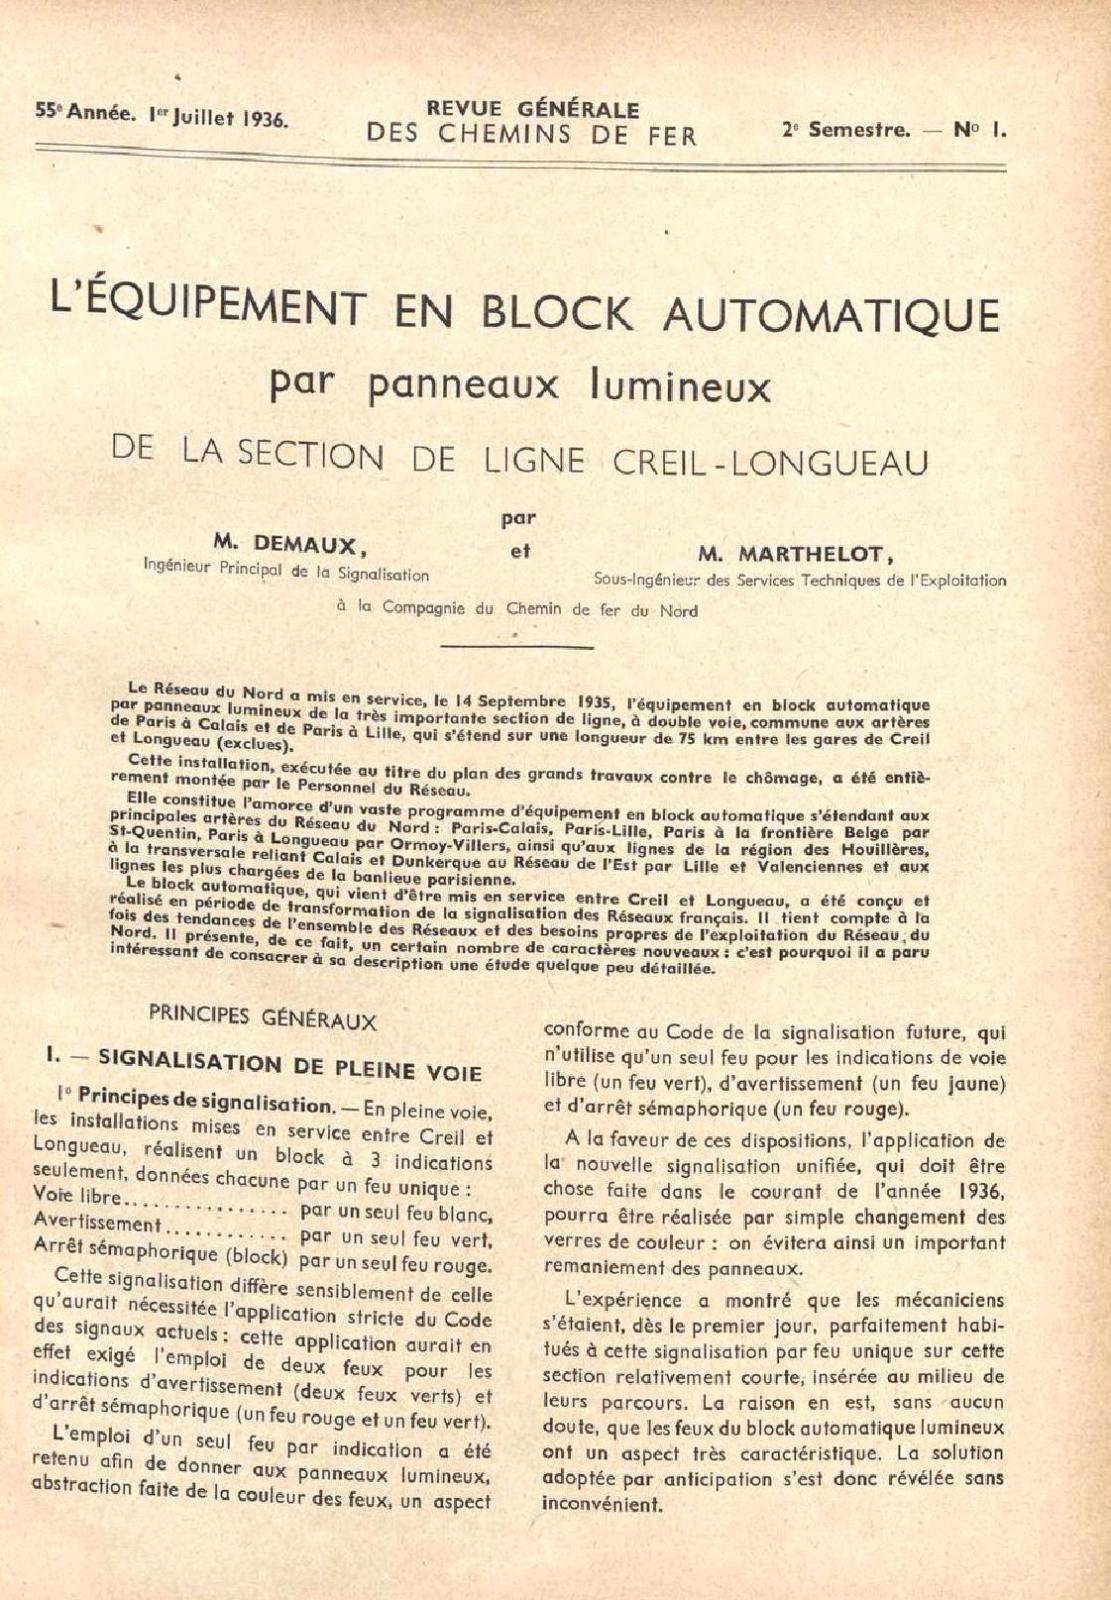 55e Année. 1er Juillet 1936.
REVUE GÉNÉRALE
DES CHEMINS DE FER
2e Semestre. — No 1.
L'ÉQUIPEMENT EN BLOCK AUTOMATIQUE
par panneaux lumineux
DE LA SECTION DE LIGNE CREIL-LONGUEAU
par
M. DEMAUX,
Ingénieur Principal de la Signalisation
et
M. MARTHELOT,
Sous-Ingénieur des Services Techniques de l'Exploitation
à la Compagnie du Chemin de fer du Nord
Le Réseau du Nord a mis en service, le 14 Septembre 1935, l'équipement en block automatique
par panneaux lumineux de la très importante section de ligne, à double voie, commune aux artères
de Paris à Calais et de Paris à Lille, qui s'étend sur une longueur de 75 km entre les gares de Creil
et Longueau (exclues).
Cette installation, exécutée au titre du plan des grands travaux contre le chômage, a été entiè-
rement montée par le Personnel du Réseau.
Elle constitue l'amorce d'un vaste programme d'équipement en block automatique s'étendant aux
principales artères du Réseau du Nord : Paris-Calais, Paris-Lille, Paris à la frontière Belge par
St-Quentin, Paris à Longueau par Ormoy-Villers, ainsi qu'aux lignes de la région des Houillères,
à la transversale reliant Calais et Dunkerque au Réseau de l'Est par Lille et Valenciennes et aux
lignes les plus chargées de la banlieue parisienne.
Le block automatique, qui vient d'être mis en service entre Creil et Longueau, a été conçu et
réalisé en période de transformation de la signalisation des Réseaux français. Il tient compte à la
fois des tendances de l'ensemble des Réseaux et des besoins propres de l'exploitation du Réseau du
Nord. Il présente, de ce fait, un certain nombre de caractères nouveaux : c'est pourquoi il a paru
intéressant de consacrer à sa description une étude quelque peu détaillée.
PRINCIPES GÉNÉRAUX
I. — SIGNALISATION DE PLEINE VOIE
1° Principes de signalisation. — En pleine voie,
les installations mises en service entre Creil et
Longueau, réalisent un block à 3 indications
seulement, données chacune par un feu unique :
Voie libre................ par un seul feu blanc,
Avertissement............ par un seul feu vert,
Arrêt sémaphorique (block) par un seul feu rouge.
Cette signalisation diffère sensiblement de celle
qu'aurait nécessitée l'application stricte du Code
des signaux actuels : cette application aurait en
effet exigé l'emploi de deux feux pour les
indications d'avertissement (deux feux verts) et
d'arrêt sémaphorique (un feu rouge et un feu vert).
L'emploi d'un seul feu par indication a été
retenu afin de donner aux panneaux lumineux,
abstraction faite de la couleur des feux, un aspect
conforme au Code de la signalisation future, qui
n'utilise qu'un seul feu pour les indications de voie
libre (un feu vert), d'avertissement (un feu jaune)
et d'arrêt sémaphorique (un feu rouge).
A la faveur de ces dispositions, l'application de
la nouvelle signalisation unifiée, qui doit être
chose faite dans le courant de l'année 1936,
pourra être réalisée par simple changement des
verres de couleur : on évitera ainsi un important
remaniement des panneaux.
L'expérience a montré que les mécaniciens
s'étaient, dès le premier jour, parfaitement habi-
tués à cette signalisation par feu unique sur cette
section relativement courte, insérée au milieu de
leurs parcours. La raison en est, sans aucun
doute, que les feux du block automatique lumineux
ont un aspect très caractéristique. La solution
adoptée par anticipation s'est donc révélée sans
inconvénient.